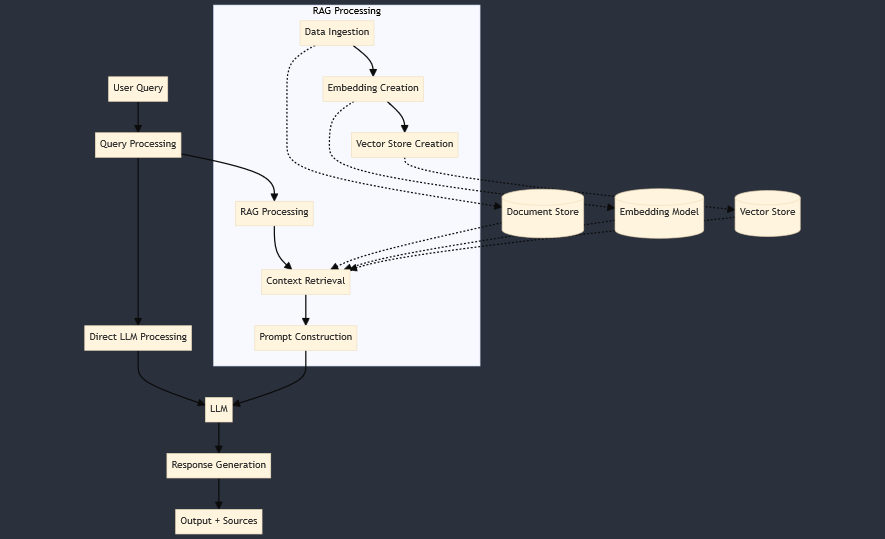 RAG Processing
Data Ingestion
User Query
Embedding Creation
Query Processing
Vector Store Creation
RAG Processing
Document Store
Embedding Model
Vector Store
Context Retrieval
Direct LLM Processing
Prompt Construction
LLM
Response Generation
Output + Sources